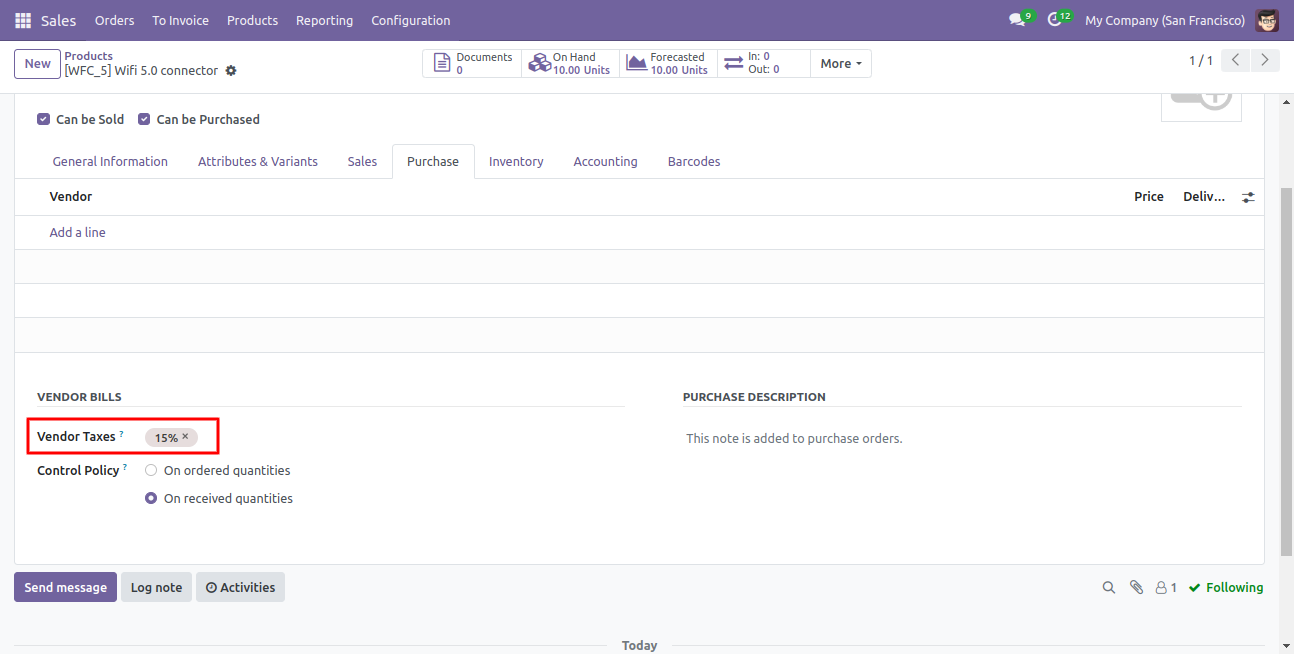 Sales Orders To Invoice Products Reporting Configuration 9 12 My Company (San Francisco)
New Products Documents On Hand Forecasted In: 0 More 1 / 1
[WFC_5] Wifi 5.0 connector 0 10.00 Units 10.00 Units Out: 0
Can be Sold Can be Purchased
General Information Attributes & Variants Sales Purchase Inventory Accounting Barcodes
Vendor Price Deliv...
Add a line
VENDOR BILLS PURCHASE DESCRIPTION
Vendor Taxes ? 15% × This note is added to purchase orders.
Control Policy ? On ordered quantities
On received quantities
Send message Log note Activities 1 Following
Today